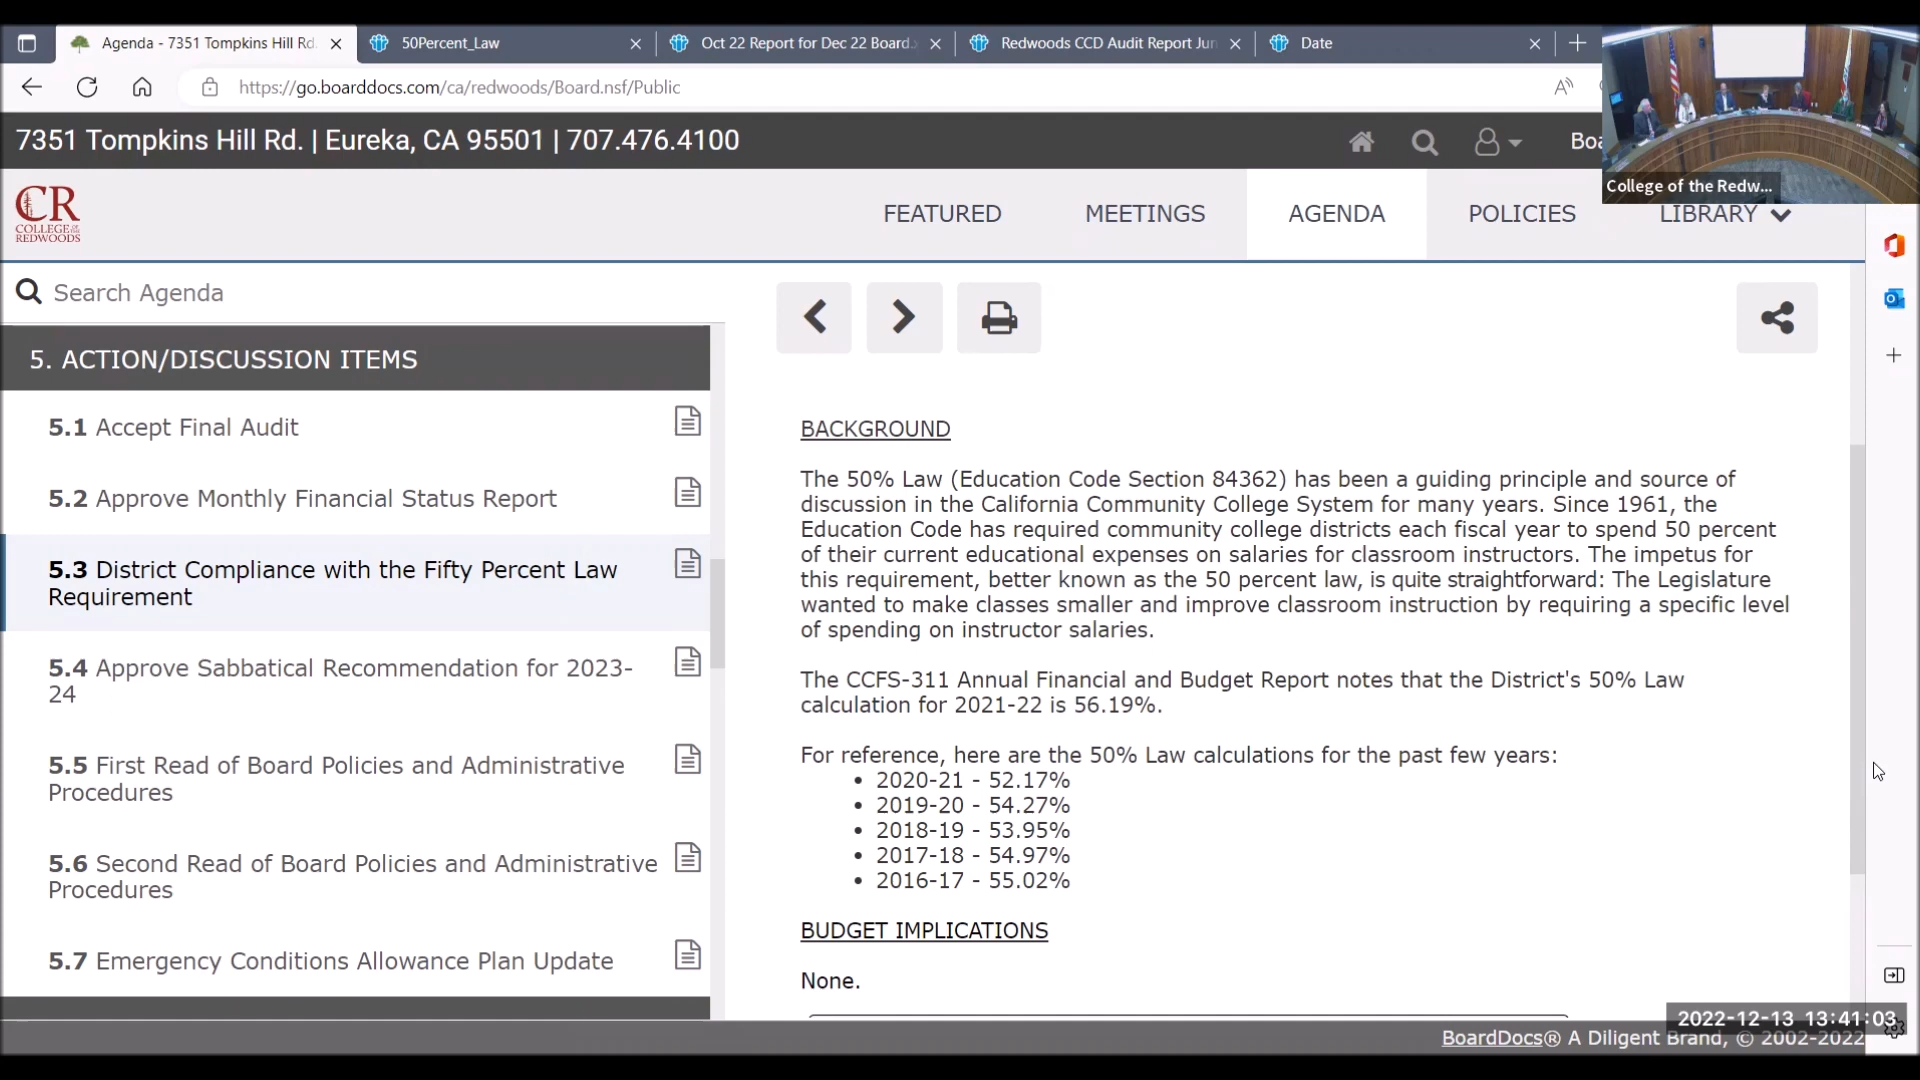 Agenda - 7351 Tompkins Hill Rd.
50Percent_Law
Oct 22 Report for Dec 22 Board.
Redwoods CCD Audit Report Jun
Date
https://go.boarddocs.com/ca/redwoods/Board.nsf/Public
7351 Tompkins Hill Rd. | Eureka, CA 95501 | 707.476.4100
College of the Redw...
CR
COLLEGE OF THE
REDWOODS
FEATURED
MEETINGS
AGENDA
POLICIES
LIBRARY
Search Agenda
5. ACTION/DISCUSSION ITEMS
5.1 Accept Final Audit
5.2 Approve Monthly Financial Status Report
5.3 District Compliance with the Fifty Percent Law
Requirement
5.4 Approve Sabbatical Recommendation for 2023-
24
5.5 First Read of Board Policies and Administrative
Procedures
5.6 Second Read of Board Policies and Administrative
Procedures
5.7 Emergency Conditions Allowance Plan Update
BACKGROUND
The 50% Law (Education Code Section 84362) has been a guiding principle and source of
discussion in the California Community College System for many years. Since 1961, the
Education Code has required community college districts each fiscal year to spend 50 percent
of their current educational expenses on salaries for classroom instructors. The impetus for
this requirement, better known as the 50 percent law, is quite straightforward: The Legislature
wanted to make classes smaller and improve classroom instruction by requiring a specific level
of spending on instructor salaries.
The CCFS-311 Annual Financial and Budget Report notes that the District's 50% Law
calculation for 2021-22 is 56.19%.
For reference, here are the 50% Law calculations for the past few years:
• 2020-21 - 52.17%
• 2019-20 - 54.27%
• 2018-19 - 53.95%
• 2017-18 - 54.97%
• 2016-17 - 55.02%
BUDGET IMPLICATIONS
None.
2022-12-13 13:41:03
BoardDocs® A Diligent Brand, © 2002-2022